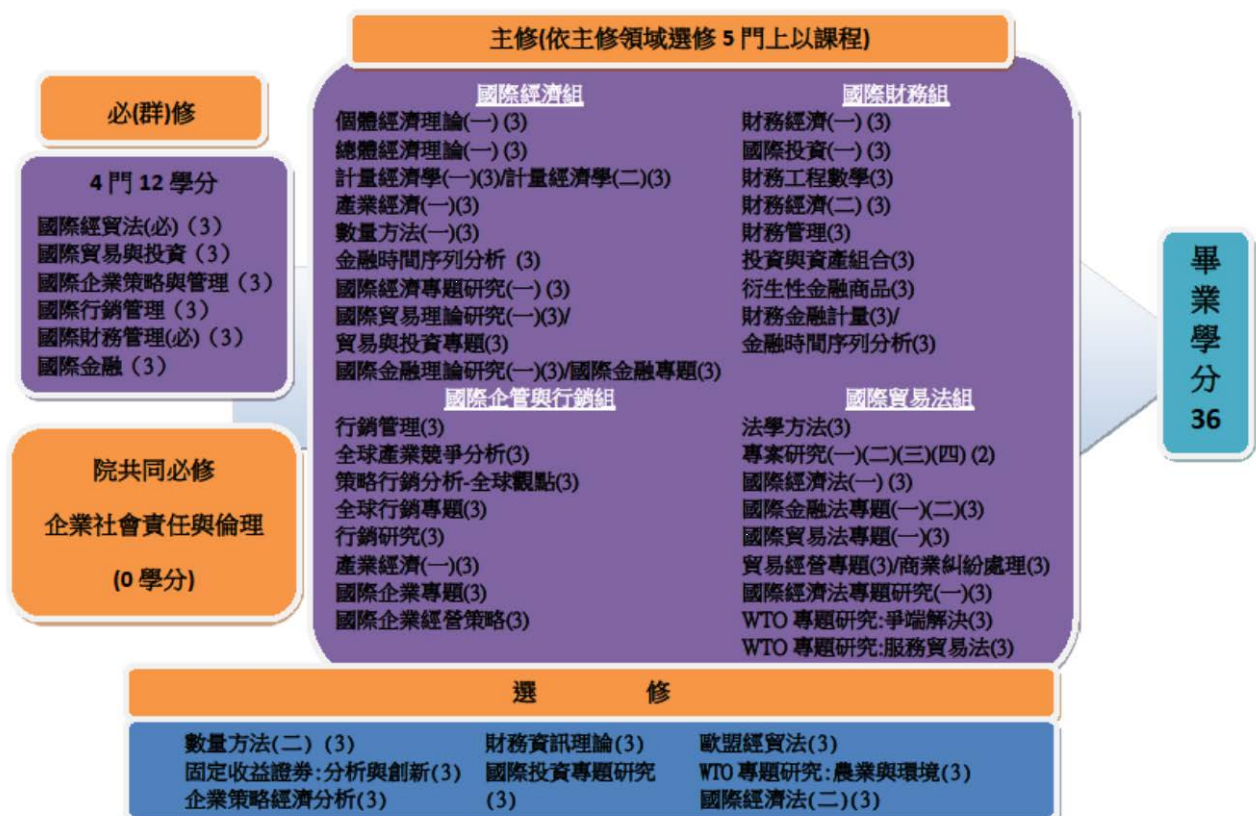 主修(依主修領域選修 5 門上以課程)
必(群)修
4 門 12 學分
國際經貿法(必)（3）
國際貿易與投資（3）
國際企業策略與管理（3）
國際行銷管理（3）
國際財務管理(必)（3）
國際金融（3）
院共同必修
企業社會責任與倫理
(0 學分)
國際經濟組
個體經濟理論(一) (3)
總體經濟理論(一) (3)
計量經濟學(一)(3)/計量經濟學(二)(3)
產業經濟(一)(3)
數量方法(一)(3)
金融時間序列分析 (3)
國際經濟專題研究(一) (3)
國際貿易理論研究(一)(3)/
貿易與投資專題(3)
國際金融理論研究(一)(3)/國際金融專題(3)
國際財務組
財務經濟(一) (3)
國際投資(一) (3)
財務工程數學(3)
財務經濟(二) (3)
財務管理(3)
投資與資產組合(3)
衍生性金融商品(3)
財務金融計量(3)/
金融時間序列分析(3)
國際企管與行銷組
行銷管理(3)
全球產業競爭分析(3)
策略行銷分析-全球觀點(3)
全球行銷專題(3)
行銷研究(3)
產業經濟(一)(3)
國際企業專題(3)
國際企業經營策略(3)
國際貿易法組
法學方法(3)
專案研究(一)(二)(三)(四) (2)
國際經濟法(一) (3)
國際金融法專題(一)(二)(3)
國際貿易法專題(一)(3)
貿易經營專題(3)/商業糾紛處理(3)
國際經濟法專題研究(一)(3)
WTO 專題研究:爭端解決(3)
WTO 專題研究:服務貿易法(3)
畢
業
學
分
36
選 修
數量方法(二) (3)
固定收益證券:分析與創新(3)
企業策略經濟分析(3)
財務資訊理論(3)
國際投資專題研究
(3)
歐盟經貿法(3)
WTO 專題研究:農業與環境(3)
國際經濟法(二)(3)